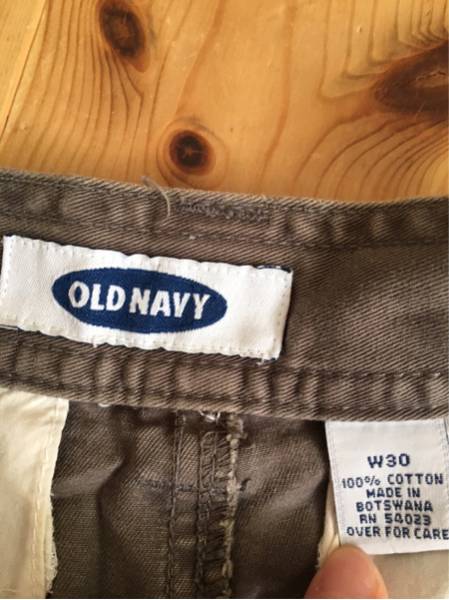 OLD NAVY
W30
100% COTTON
MADE IN
BOTSWANA
RN 54023
OVER FOR CARE